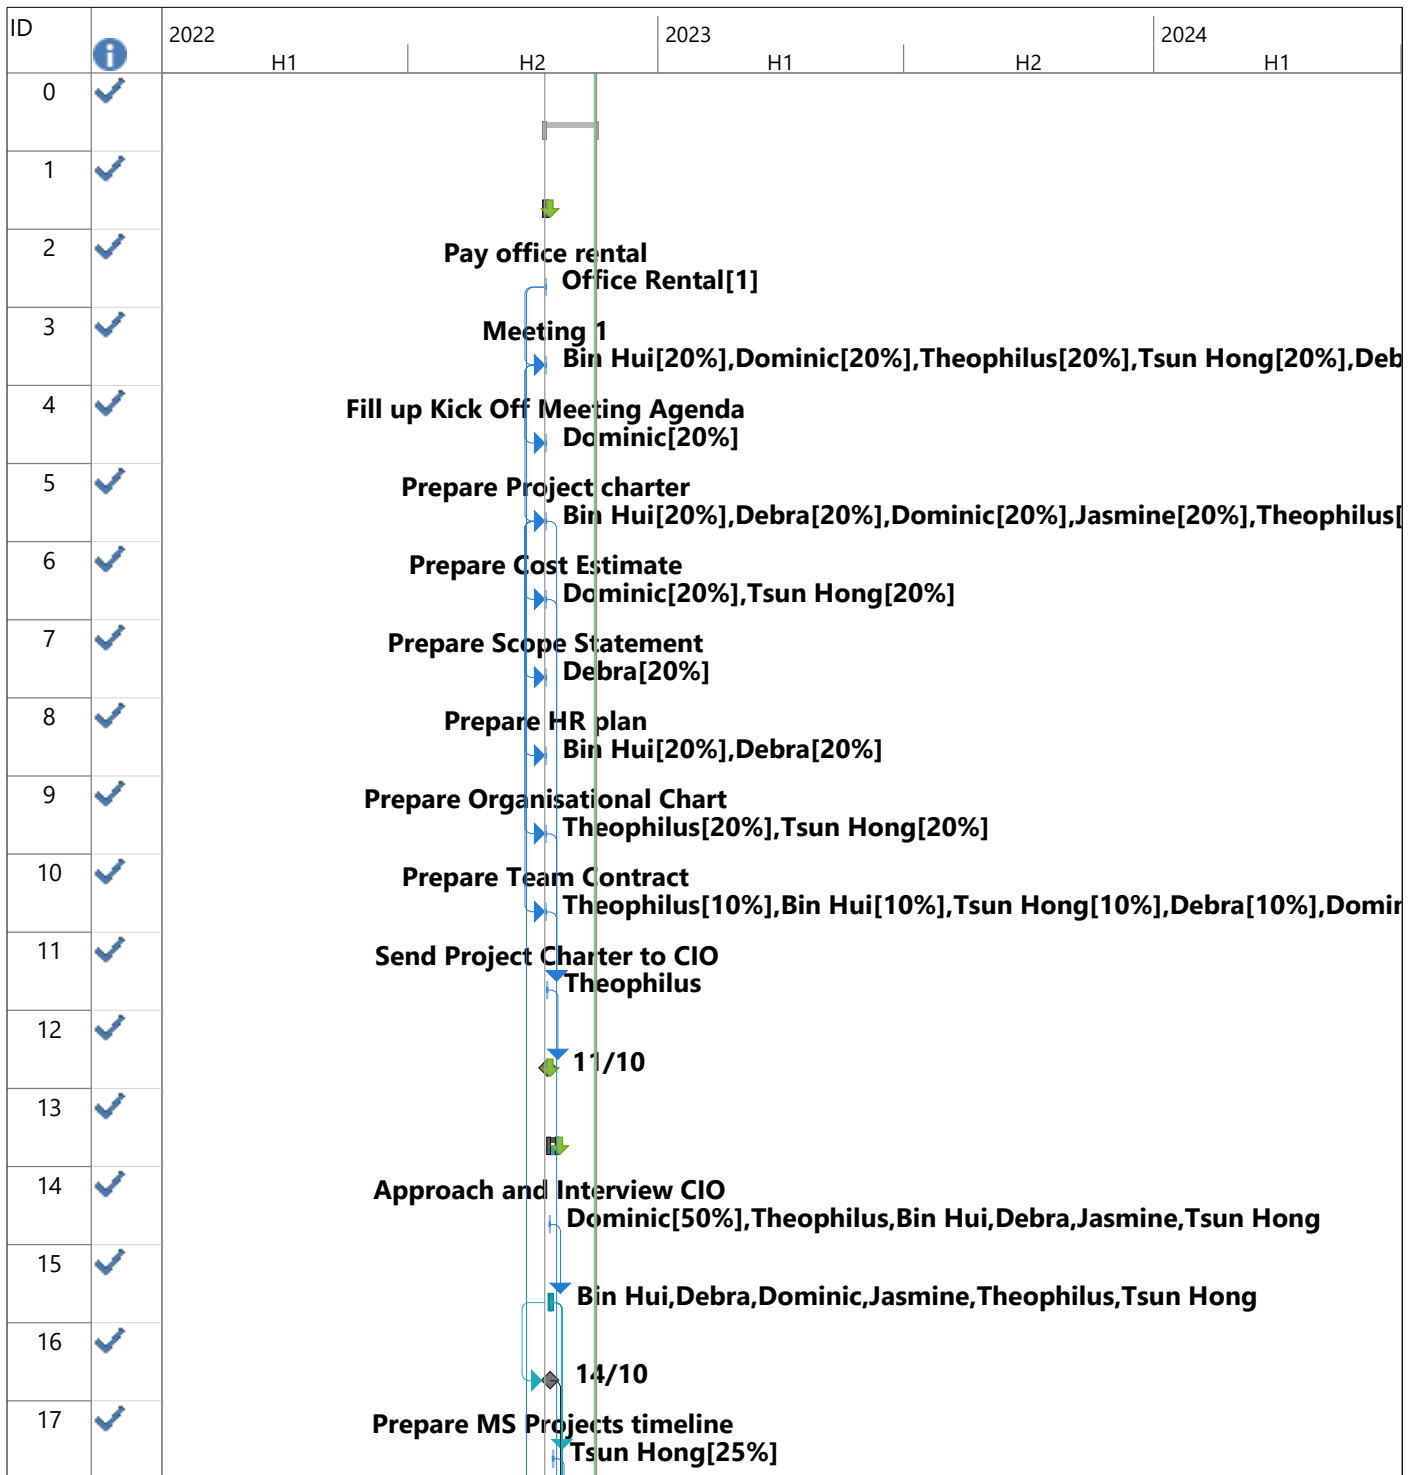 ID
2022 2023 2024
H1 H2 H1 H2 H1
0
1
2
Pay office rental
Office Rental[1]
3
Meeting 1
Bin Hui[20%],Dominic[20%],Theophilus[20%],Tsun Hong[20%],Deb
4
Fill up Kick Off Meeting Agenda
Dominic[20%]
5
Prepare Project charter
Bin Hui[20%],Debra[20%],Dominic[20%],Jasmine[20%],Theophilus[
6
Prepare Cost Estimate
Dominic[20%],Tsun Hong[20%]
7
Prepare Scope Statement
Debra[20%]
8
Prepare HR plan
Bin Hui[20%],Debra[20%]
9
Prepare Organisational Chart
Theophilus[20%],Tsun Hong[20%]
10
Prepare Team Contract
Theophilus[10%],Bin Hui[10%],Tsun Hong[10%],Debra[10%],Domin
11
Send Project Charter to CIO
Theophilus
12
11/10
13
14
Approach and Interview CIO
Dominic[50%],Theophilus,Bin Hui,Debra,Jasmine,Tsun Hong
15
Bin Hui,Debra,Dominic,Jasmine,Theophilus,Tsun Hong
16
14/10
17
Prepare MS Projects timeline
Tsun Hong[25%]